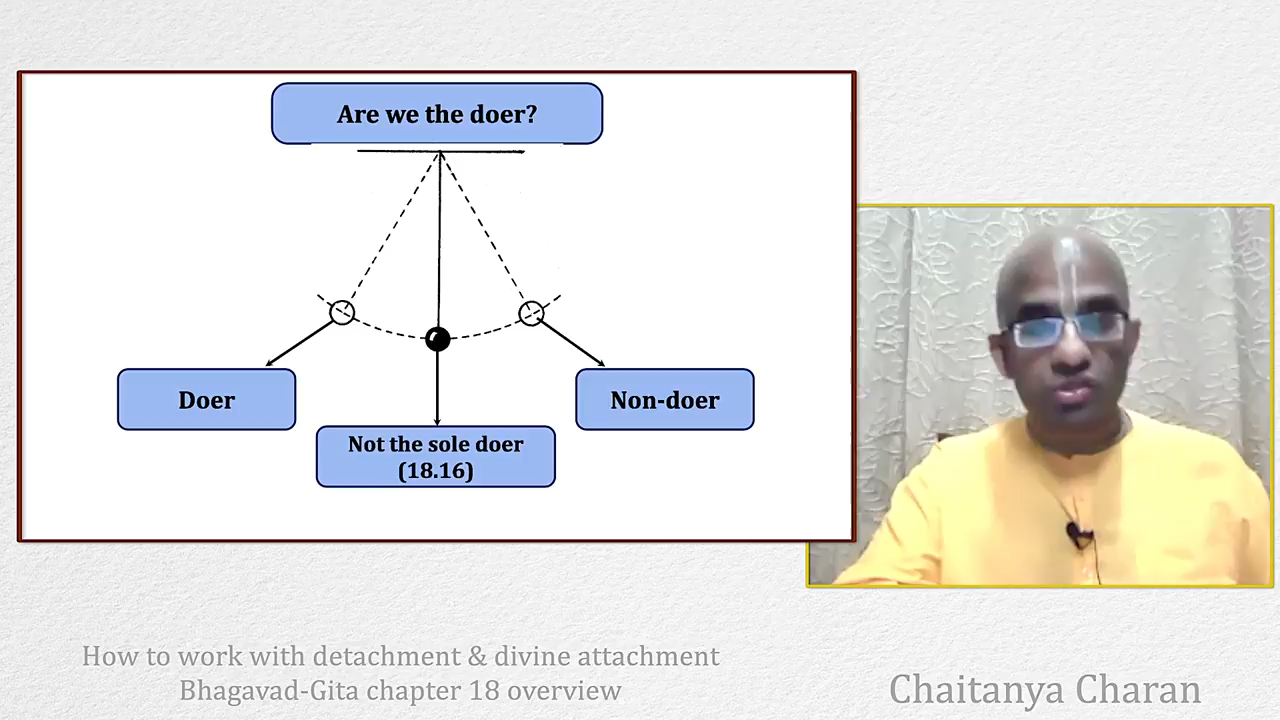 Are we the doer?
Doer
Non-doer
Not the sole doer
(18.16)
How to work with detachment & divine attachment
Bhagavad-Gita chapter 18 overview
Chaitanya Charan